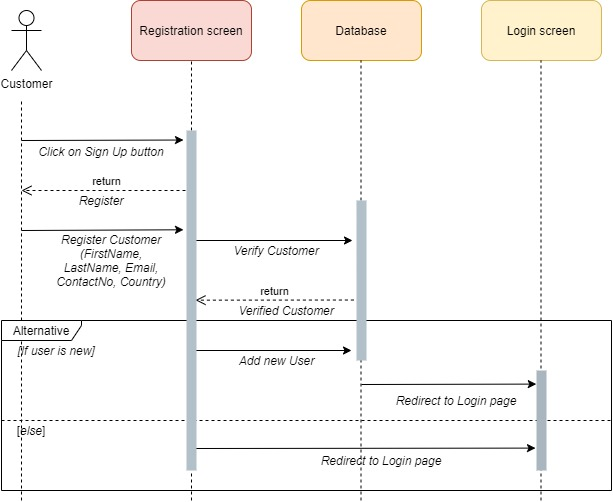 Registration screen
Database
Login screen
Customer
Click on Sign Up button
return
Register
Register Customer
(FirstName,
LastName, Email,
ContactNo, Country)
Verify Customer
return
Verified Customer
Alternative
[If user is new]
Add new User
Redirect to Login page
[else]
Redirect to Login page